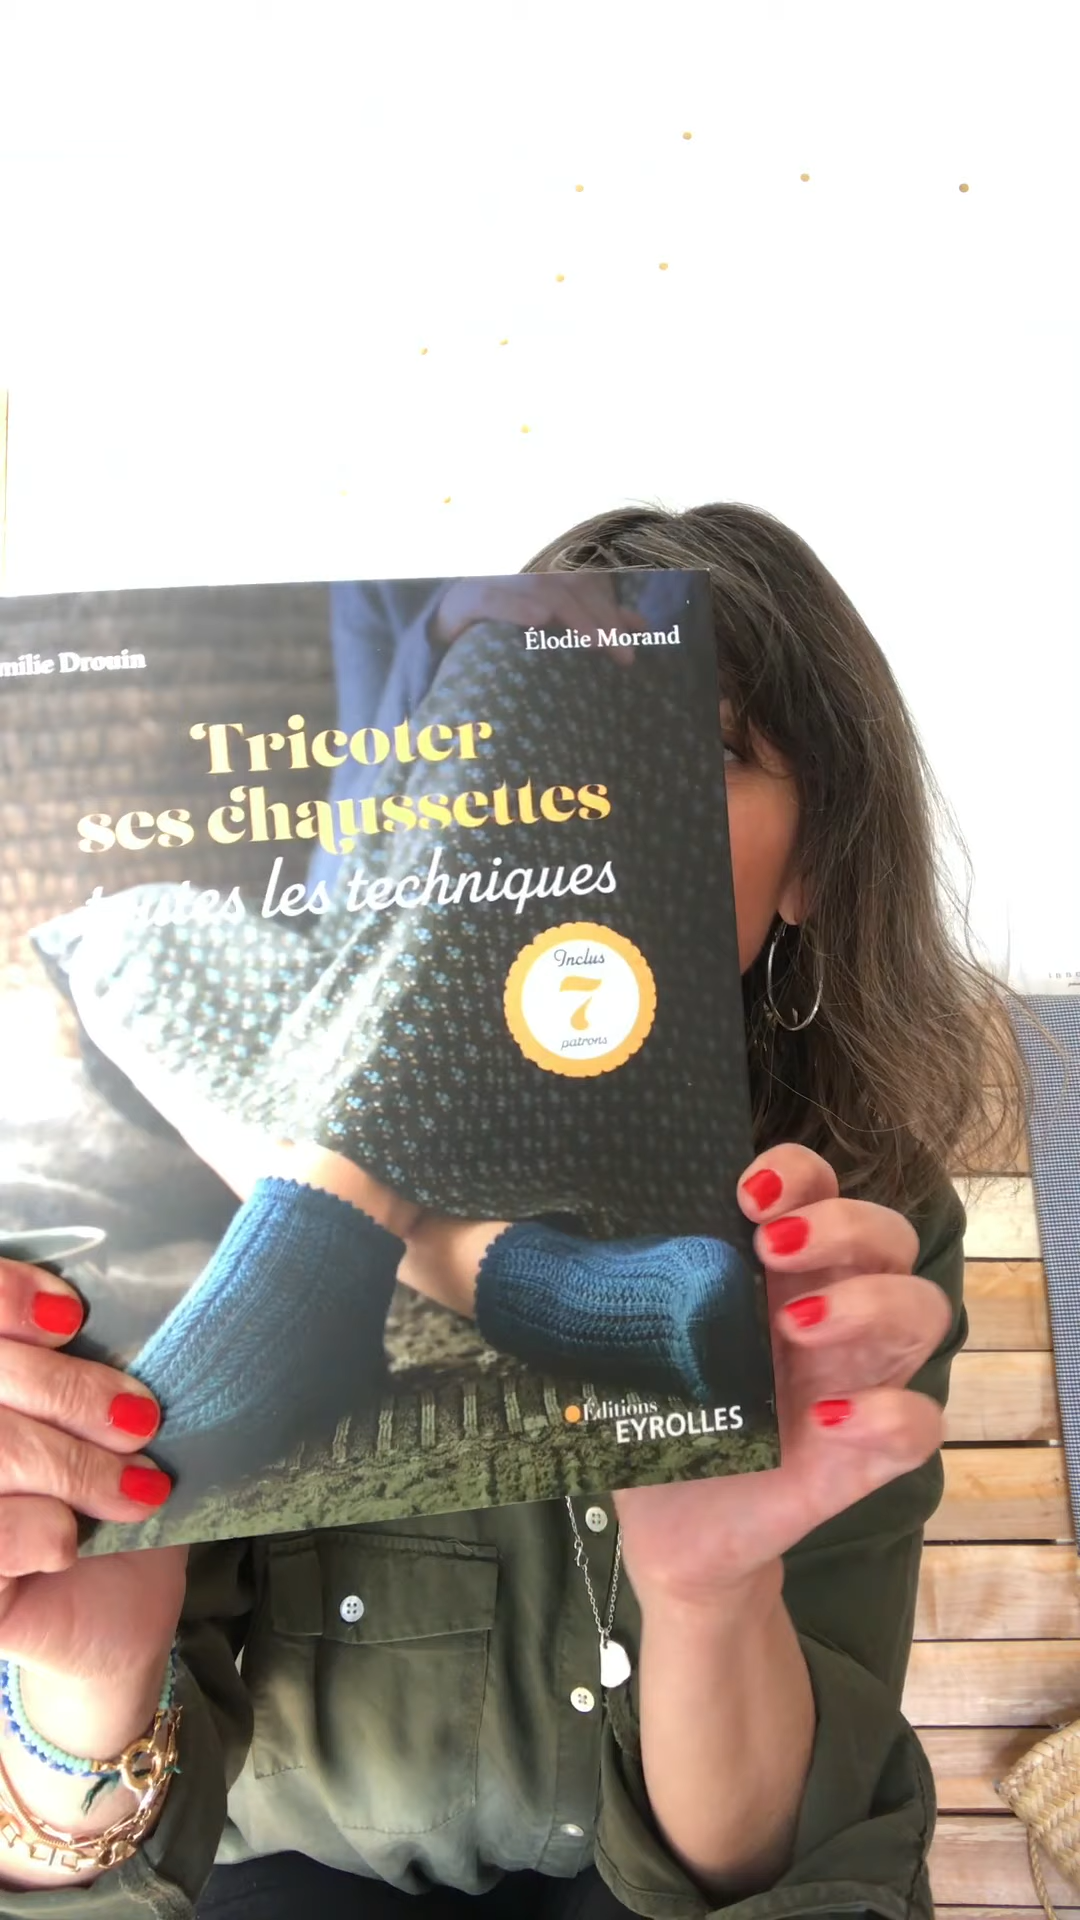 milie Drouin
Élodie Morand
Tricoter
ses chaussettes
toutes les techniques
Inclus
7
patrons
Éditions
EYROLLES